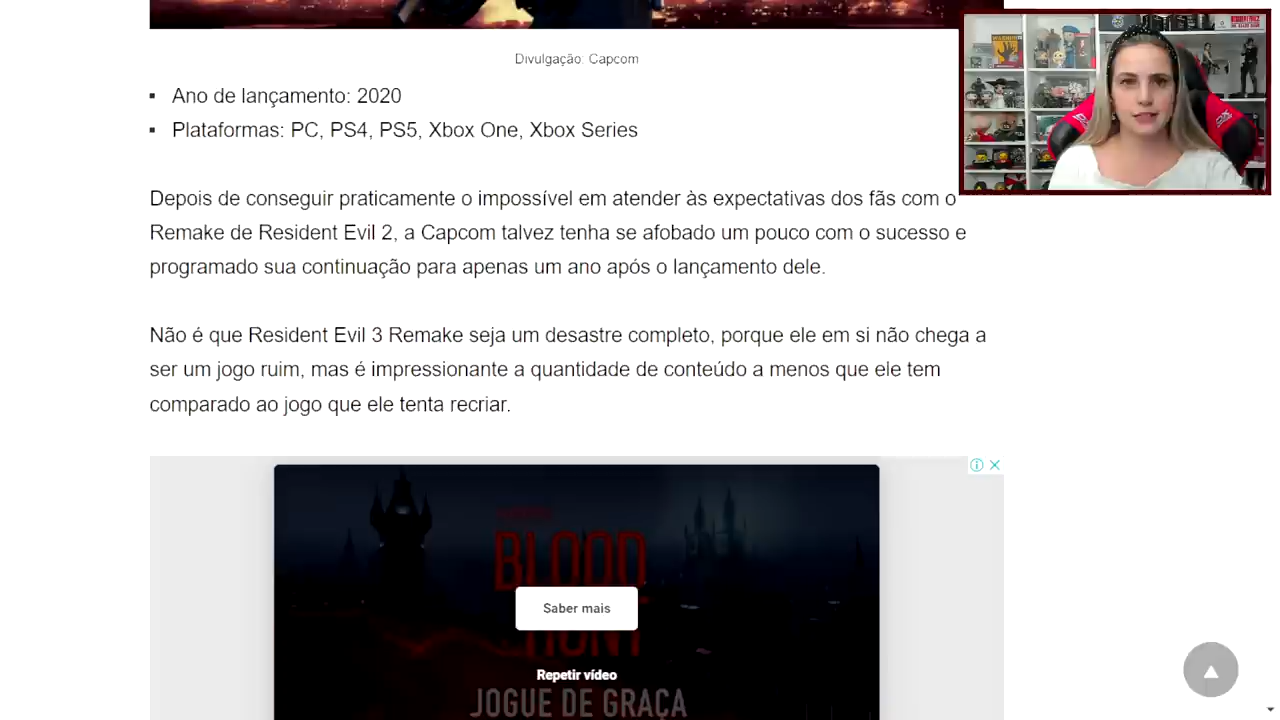 Divulgação: Capcom
Ano de lançamento: 2020
Plataformas: PC, PS4, PS5, Xbox One, Xbox Series
Depois de conseguir praticamente o impossível em atender às expectativas dos fãs com o
Remake de Resident Evil 2, a Capcom talvez tenha se afobado um pouco com o sucesso e
programado sua continuação para apenas um ano após o lançamento dele.
Não é que Resident Evil 3 Remake seja um desastre completo, porque ele em si não chega a
ser um jogo ruim, mas é impressionante a quantidade de conteúdo a menos que ele tem
comparado ao jogo que ele tenta recriar.
BLOOD
Saber mais
HUNT
Repetir vídeo
JOGUE DE GRAÇA